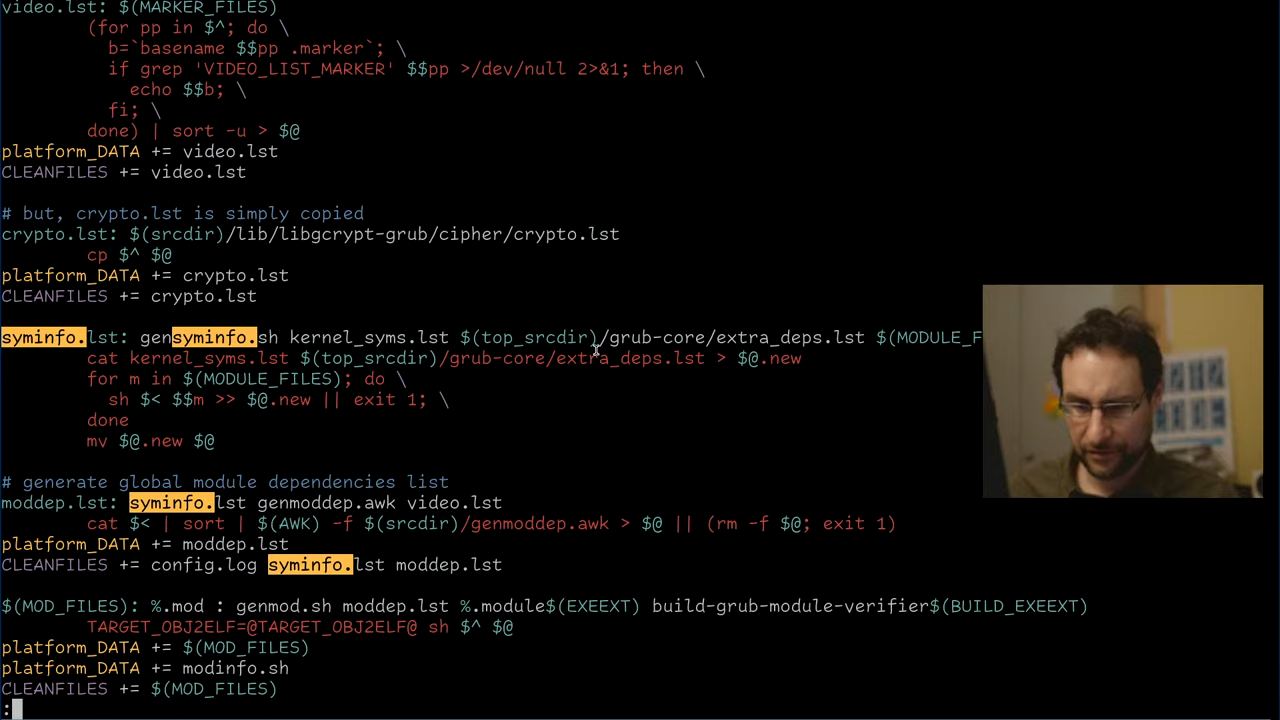 video.lst: $(MARKER_FILES)
(for pp in $^; do \
b=`basename $$pp .marker`; \
if grep 'VIDEO_LIST_MARKER' $$pp >/dev/null 2>&1; then \
echo $$b; \
fi; \
done) | sort -u > $@
platform_DATA += video.lst
CLEANFILES += video.lst
# but, crypto.lst is simply copied
crypto.lst: $(srcdir)/lib/libgcrypt-grub/cipher/crypto.lst
cp $^ $@
platform_DATA += crypto.lst
CLEANFILES += crypto.lst
syminfo.lst: gensyminfo.sh kernel_syms.lst $(top_srcdir)/grub-core/extra_deps.lst $(MODULE_F
cat kernel_syms.lst $(top_srcdir)/grub-core/extra_deps.lst > $@.new
for m in $(MODULE_FILES); do \
sh $< $$m >> $@.new || exit 1; \
done
mv $@.new $@
# generate global module dependencies list
moddep.lst: syminfo.lst genmoddep.awk video.lst
cat $< | sort | $(AWK) -f $(srcdir)/genmoddep.awk > $@ || (rm -f $@; exit 1)
platform_DATA += moddep.lst
CLEANFILES += config.log syminfo.lst moddep.lst
$(MOD_FILES): %.mod : genmod.sh moddep.lst %.module$(EXEEXT) build-grub-module-verifier$(BUILD_EXEEXT)
TARGET_OBJ2ELF=@TARGET_OBJ2ELF@ sh $^ $@
platform_DATA += $(MOD_FILES)
platform_DATA += modinfo.sh
CLEANFILES += $(MOD_FILES)
: